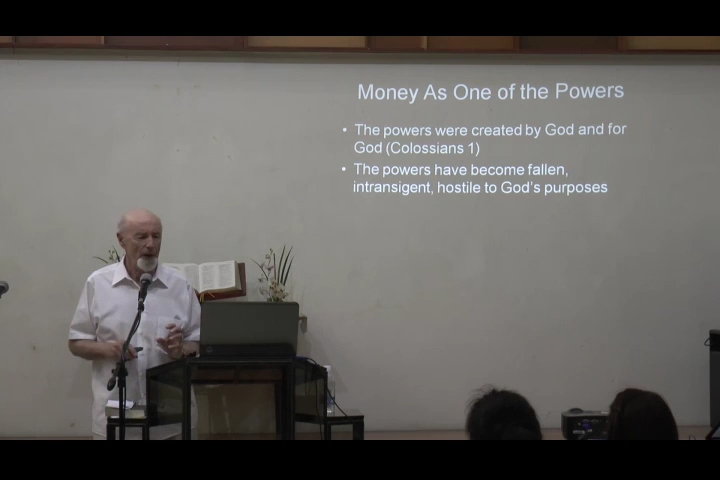 Money As One of the Powers
• The powers were created by God and for
God (Colossians 1)
• The powers have become fallen,
intransigent, hostile to God's purposes